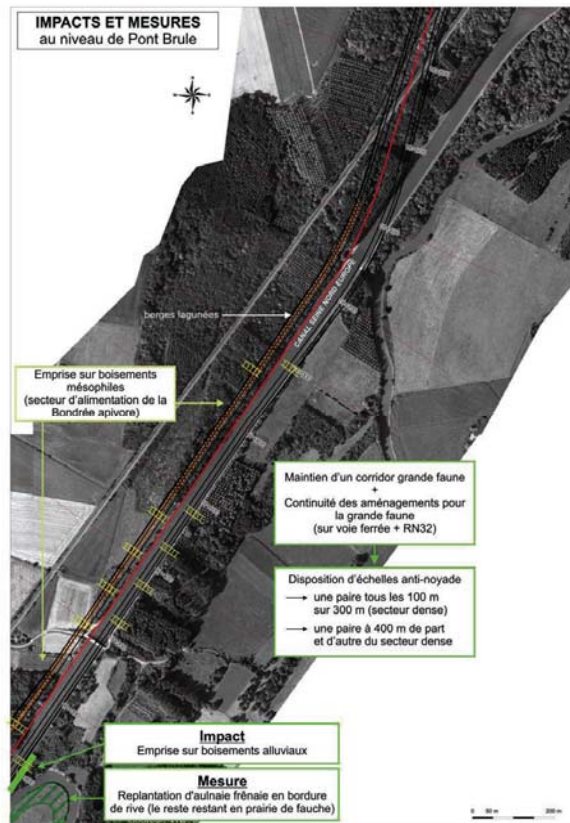 IMPACTS ET MESURES
au niveau de Pont Brule
berges lagunées
CANAL SEINE NORD EUROPE
Emprise sur boisements
mésophiles
(secteur d'alimentation de la
Bondrée apivore)
Maintien d'un corridor grande faune
+
Continuité des aménagements pour
la grande faune
(sur voie ferrée + RN32)
Disposition d'échelles anti-noyade
une paire tous les 100 m
sur 300 m (secteur dense)
une paire à 400 m de part
et d'autre du secteur dense
Impact
Emprise sur boisements alluviaux
Mesure
Replantation d'aulnaie frênaie en bordure
de rive (le reste restant en prairie de fauche)
0 50 m 200 m